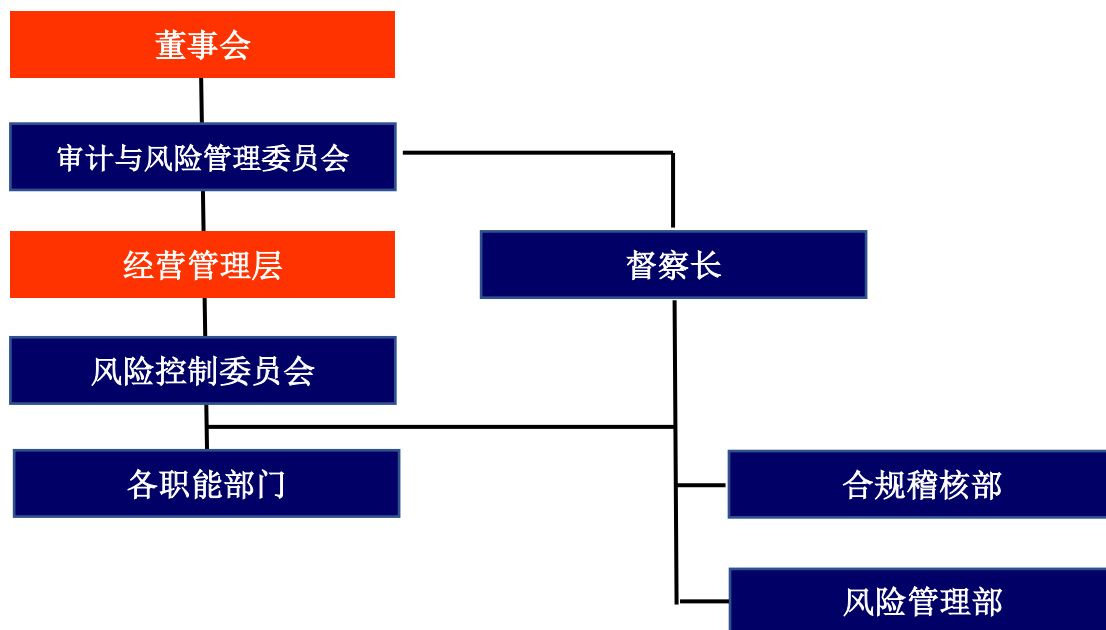 董事会
审计与风险管理委员会
经营管理层
督察长
风险控制委员会
各职能部门
合规稽核部
风险管理部